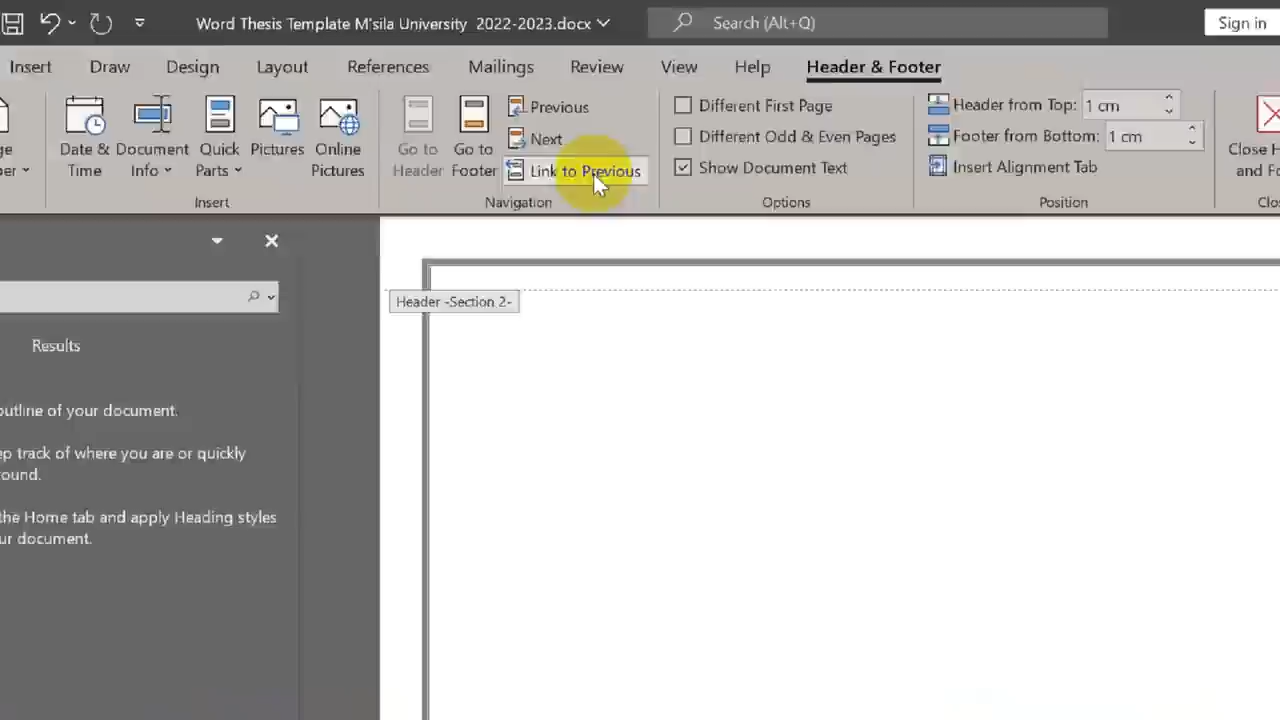 Word Thesis Template M'sila University 2022-2023.docx
Search (Alt+Q)
Sign in
Insert
Draw
Design
Layout
References
Mailings
Review
View
Help
Header & Footer
Date & Time
Document Info
Quick Parts
Pictures
Online Pictures
Insert
Go to Header
Go to Footer
Previous
Next
Link to Previous
Navigation
Different First Page
Different Odd & Even Pages
Show Document Text
Options
Header from Top: 1 cm
Footer from Bottom: 1 cm
Insert Alignment Tab
Position
Close
Header -Section 2-
Results
outline of your document.
track of where you are or quickly
the Home tab and apply Heading styles
document.